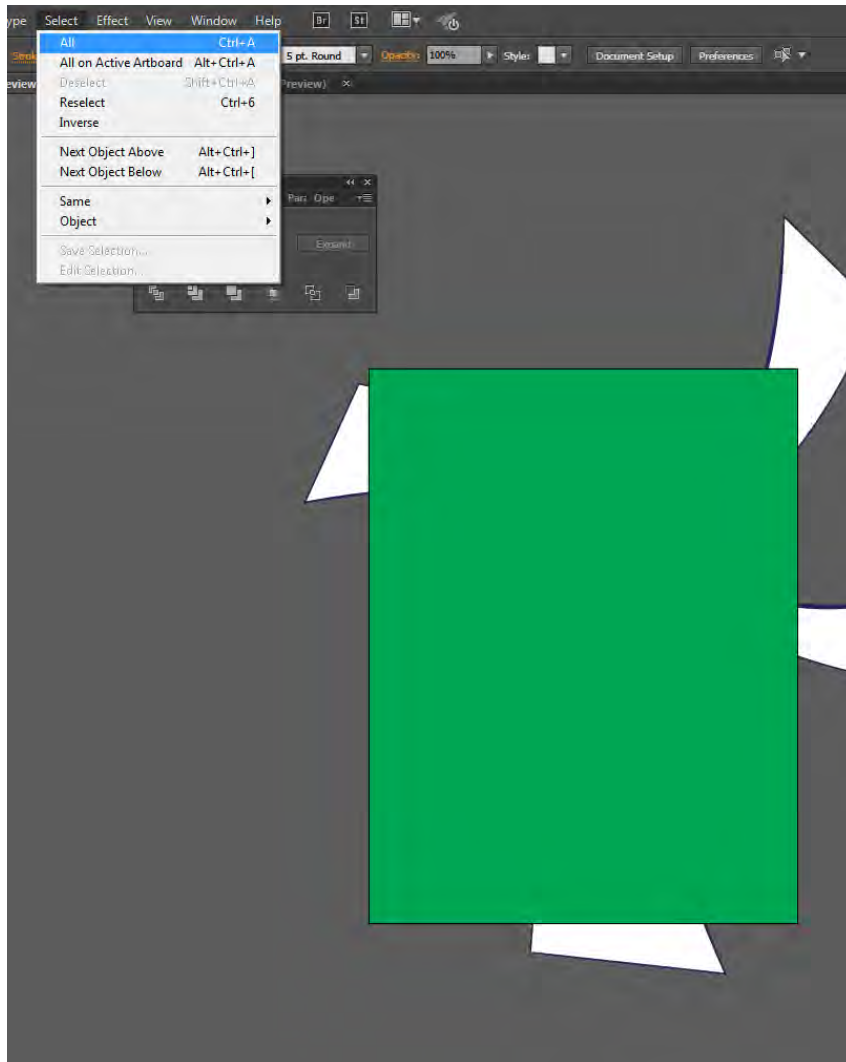 ype Select Effect View Window Help Br St
All Ctrl+A
5 pt. Round Opacity: 100% Style: Document Setup Preferences
All on Active Artboard Alt+Ctrl+A
eview
Deselect Shift+Ctrl+A
Preview) ×
Reselect Ctrl+6
Inverse
Next Object Above Alt+Ctrl+]
Next Object Below Alt+Ctrl+[
Same
Pari Ope
Object
Expand
Save Selection...
Edit Selection...